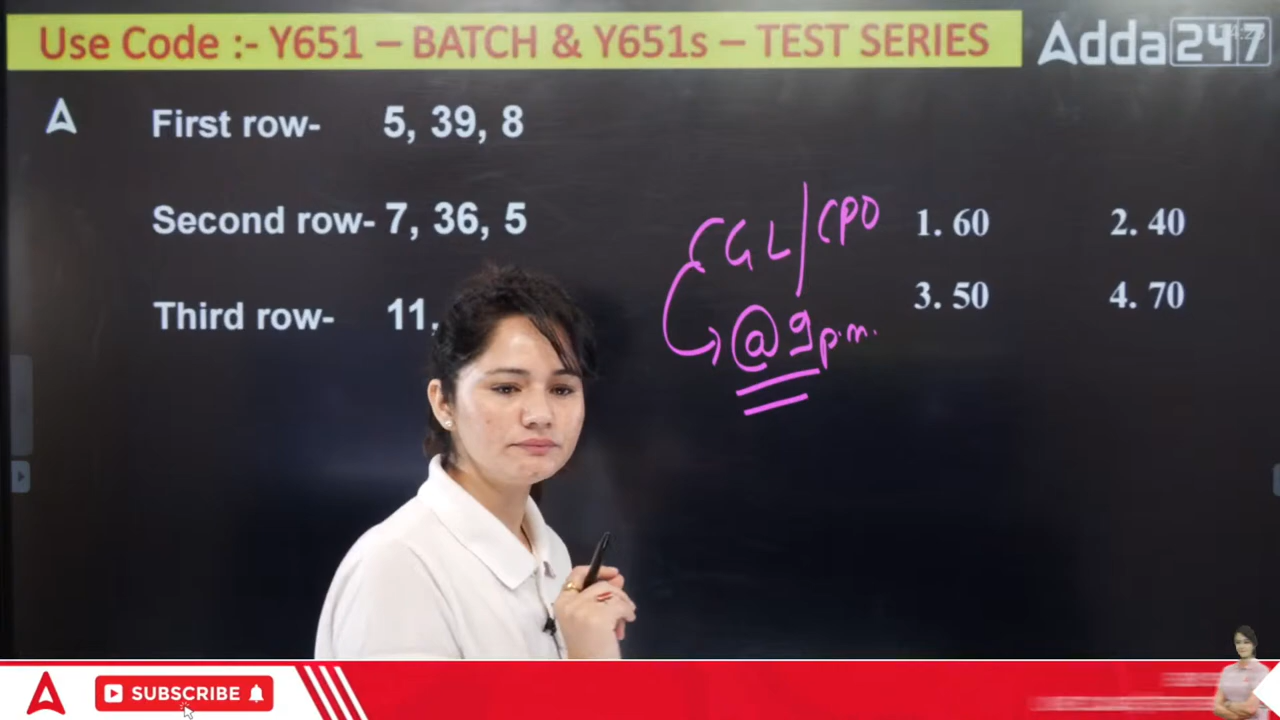 Use Code :- Y651 – BATCH & Y651s – TEST SERIES
Adda247
First row- 5, 39, 8
Second row- 7, 36, 5
Third row- 11,
CGL/CPO
@9p.m.
1. 60 2. 40
3. 50 4. 70
SUBSCRIBE